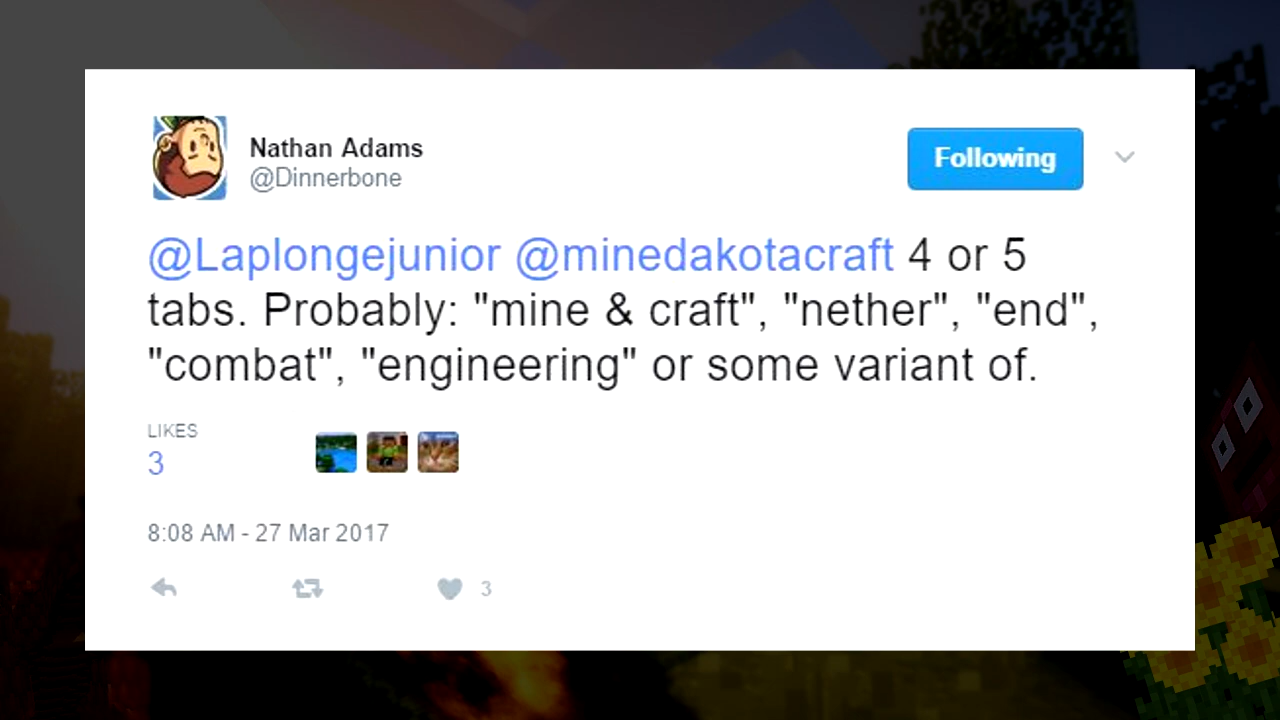 Nathan Adams
@Dinnerbone
Following
@Laplongejunior @minedakotacraft 4 or 5
tabs. Probably: "mine & craft", "nether", "end",
"combat", "engineering" or some variant of.
LIKES
3
8:08 AM - 27 Mar 2017
3